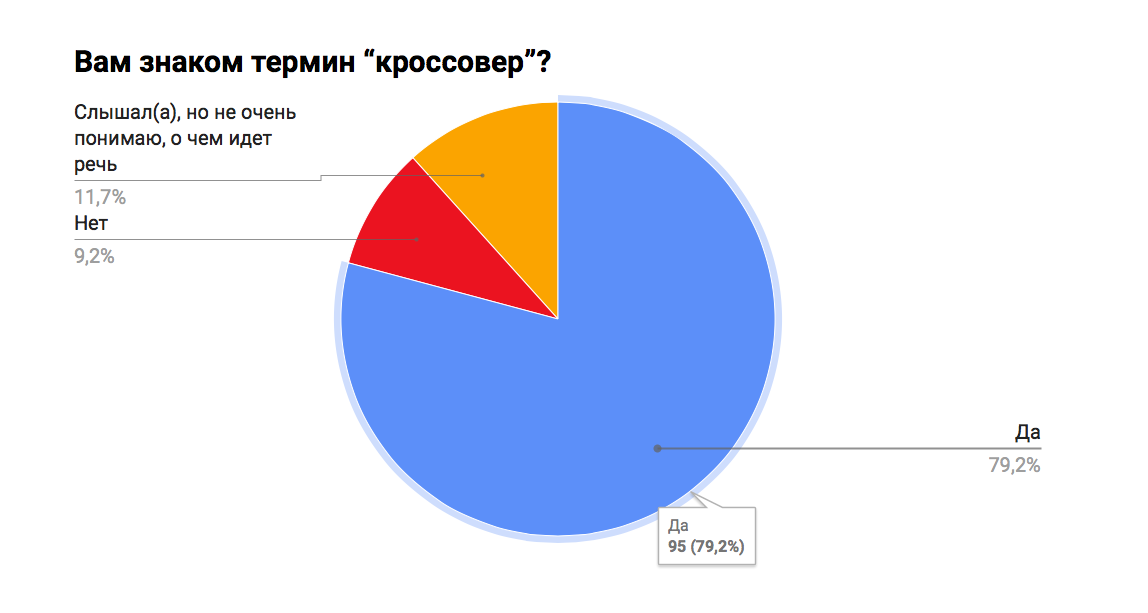 Вам знаком термин “кроссовер”?
Слышал(а), но не очень
понимаю, о чем идет
речь
11,7%
Нет
9,2%
Да
79,2%
Да
95 (79,2%)